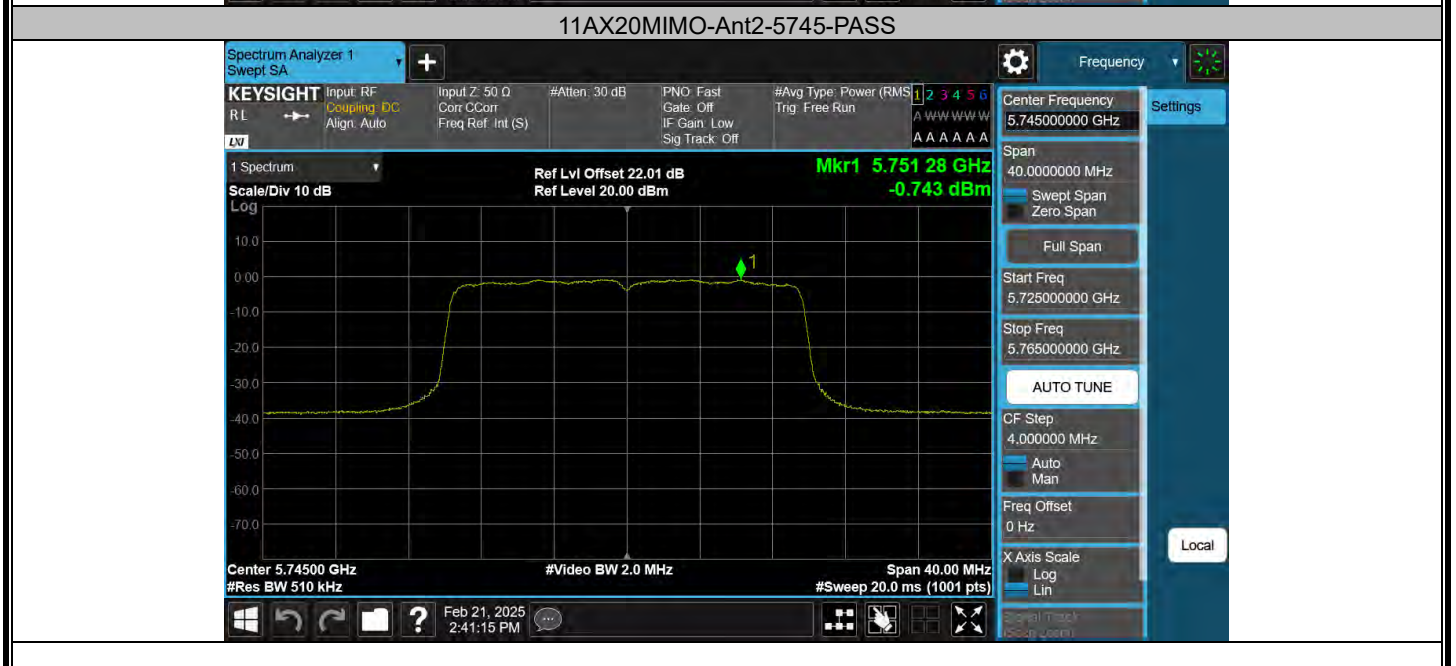 11AX20MIMO-Ant2-5745-PASS
Spectrum Analyzer 1
Swept SA
Frequency
KEYSIGHT
RL
LXI
Input: RF
Coupling: DC
Align: Auto
Input Z: 50 Ω
Corr CCorr
Freq Ref: Int (S)
#Atten: 30 dB
PNO: Fast
Gate: Off
IF Gain: Low
Sig Track: Off
#Avg Type: Power (RMS
Trig: Free Run
1 2 3 4 5 6
A W W W W W
A A A A A A
1 Spectrum
Scale/Div 10 dB
Log
Ref Lvl Offset 22.01 dB
Ref Level 20.00 dBm
Mkr1 5.751 28 GHz
-0.743 dBm
1
10.0
0.00
-10.0
-20.0
-30.0
-40.0
-50.0
-60.0
-70.0
Center 5.74500 GHz
#Res BW 510 kHz
#Video BW 2.0 MHz
Span 40.00 MHz
#Sweep 20.0 ms (1001 pts)
Feb 21, 2025
2:41:15 PM
Center Frequency
5.745000000 GHz
Settings
Span
40.0000000 MHz
Swept Span
Zero Span
Full Span
Start Freq
5.725000000 GHz
Stop Freq
5.765000000 GHz
AUTO TUNE
CF Step
4.000000 MHz
Auto
Man
Freq Offset
0 Hz
X Axis Scale
Log
Lin
Local